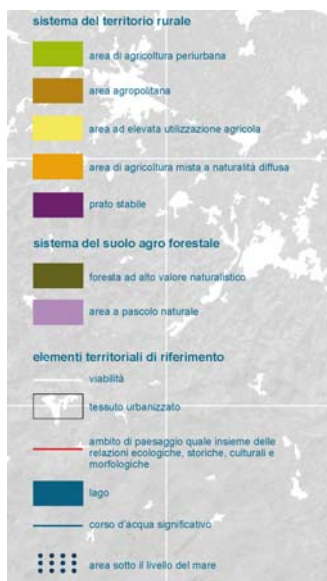 sistema del territorio rurale
area di agricoltura periurbana
area agropolitana
area ad elevata utilizzazione agricola
area di agricoltura mista a naturalità diffusa
prato stabile
sistema del suolo agro forestale
foresta ad alto valore naturalistico
area a pascolo naturale
elementi territoriali di riferimento
viabilità
tessuto urbanizzato
ambito di paesaggio quale insieme delle
relazioni ecologiche, storiche, culturali e
morfologiche
lago
corso d'acqua significativo
area sotto il livello del mare